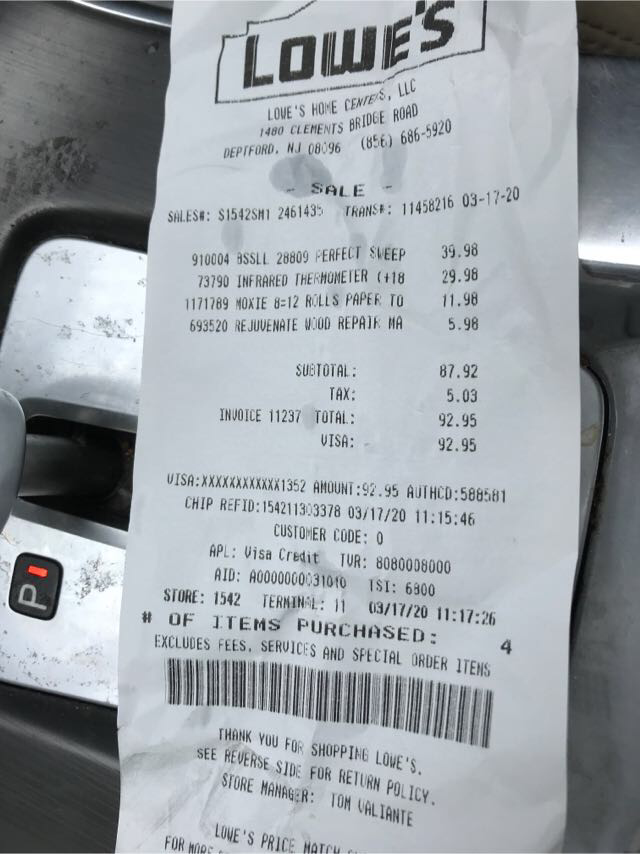 LOWE'S
LOWE'S HOME CENTERS, LLC
1480 CLEMENTS BRIDGE ROAD
DEPTFORD, NJ 08096 (856) 686-5920
- SALE -
SALES#: S1542SM1 2461435 TRANS#: 11458216 03-17-20
910004 BSSLL 28809 PERFECT SWEEP 39.98
73790 INFRARED THERMOMETER (+18 29.98
1171789 MOXIE 8=12 ROLLS PAPER TO 11.98
693520 REJUVENATE WOOD REPAIR MA 5.98
SUBTOTAL: 87.92
TAX: 5.03
INVOICE 11237 TOTAL: 92.95
VISA: 92.95
VISA:XXXXXXXXXXXX1352 AMOUNT:92.95 AUTHCD:588581
CHIP REFID:154211303378 03/17/20 11:15:46
CUSTOMER CODE: 0
APL: Visa Credit TVR: 8080008000
AID: A0000000031010 TSI: 6800
STORE: 1542 TERMINAL: 11 03/17/20 11:17:26
# OF ITEMS PURCHASED: 4
EXCLUDES FEES, SERVICES AND SPECIAL ORDER ITEMS
THANK YOU FOR SHOPPING LOWE'S.
SEE REVERSE SIDE FOR RETURN POLICY.
STORE MANAGER: TOM VALIANTE
LOWE'S PRICE MATCH
FOR MORE
P